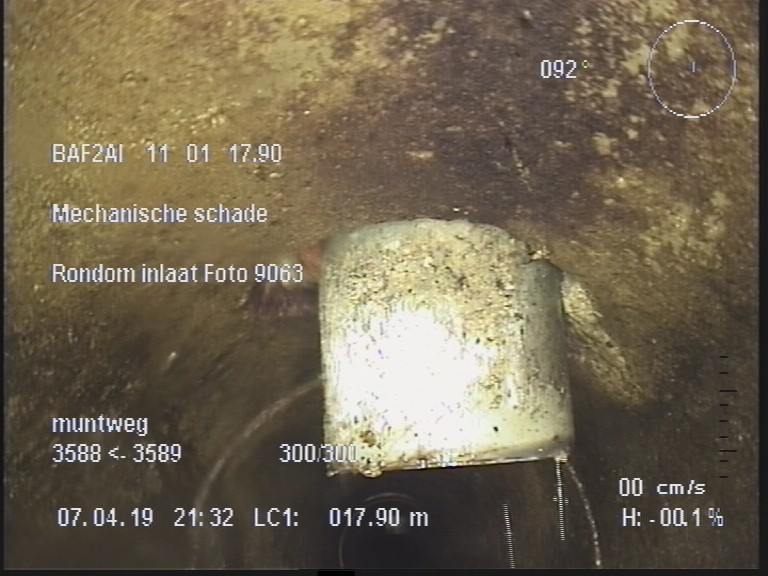 092°
BAF2AI 11 01 17.90
Mechanische schade
Rondom inlaat Foto 9063
muntweg
3588 <- 3589 300/300
00 cm/s
07.04.19 21:32 LC1: 017.90 m H: -00.1 %